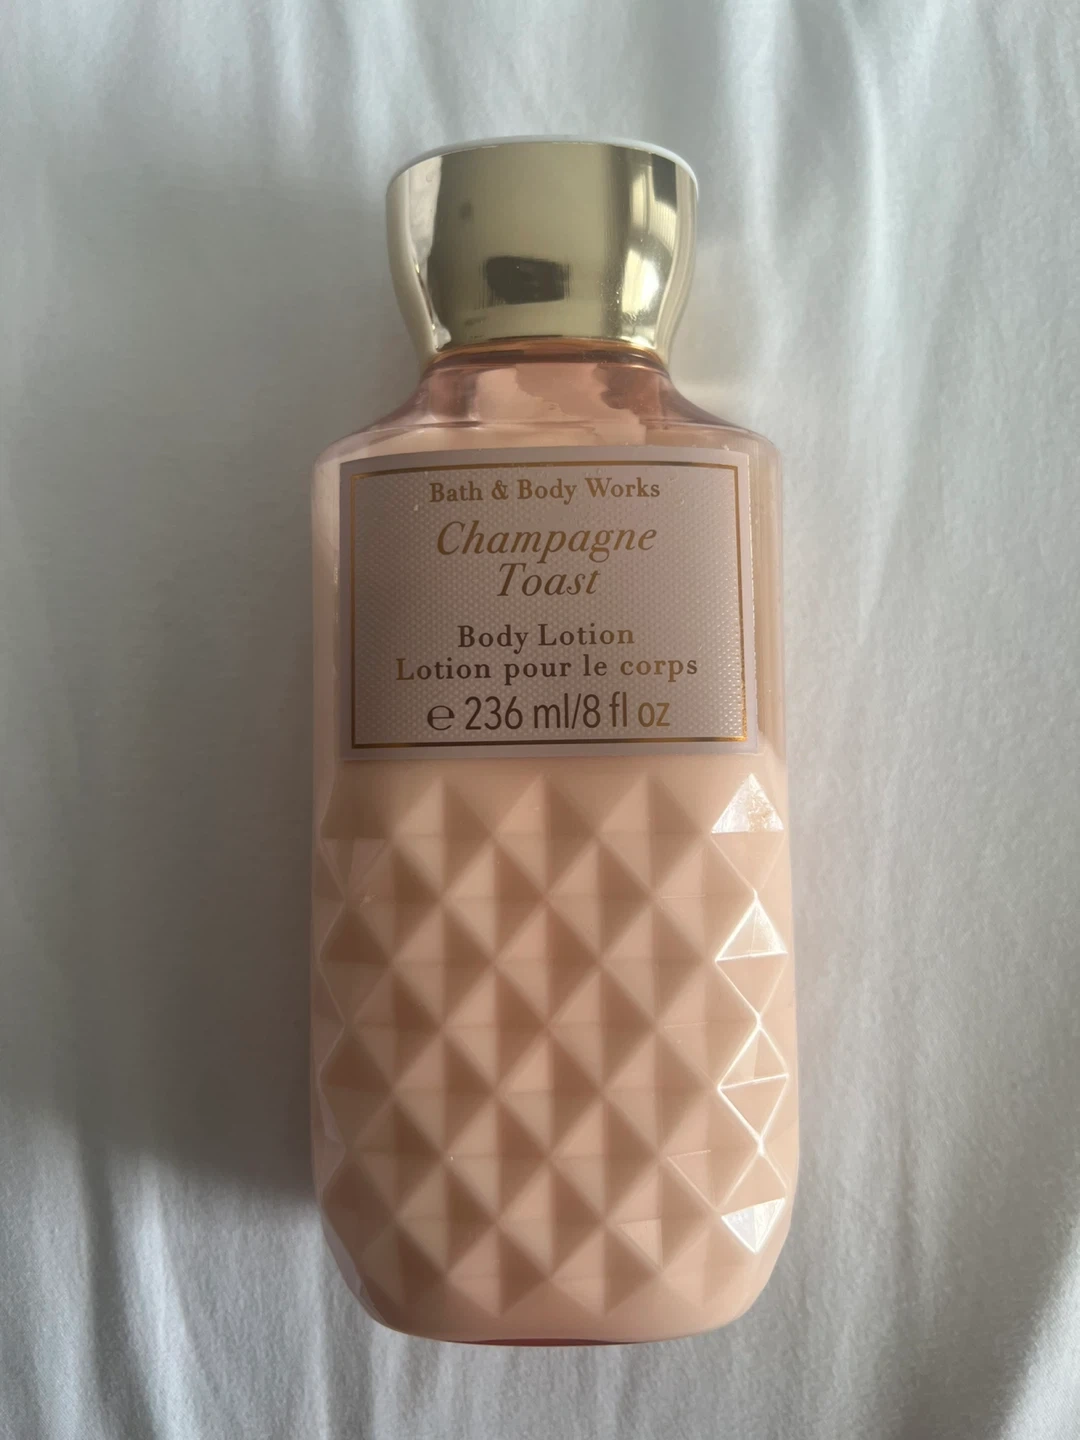 Bath & Body Works
Champagne
Toast
Body Lotion
Lotion pour le corps
℮ 236 ml/8 fl oz